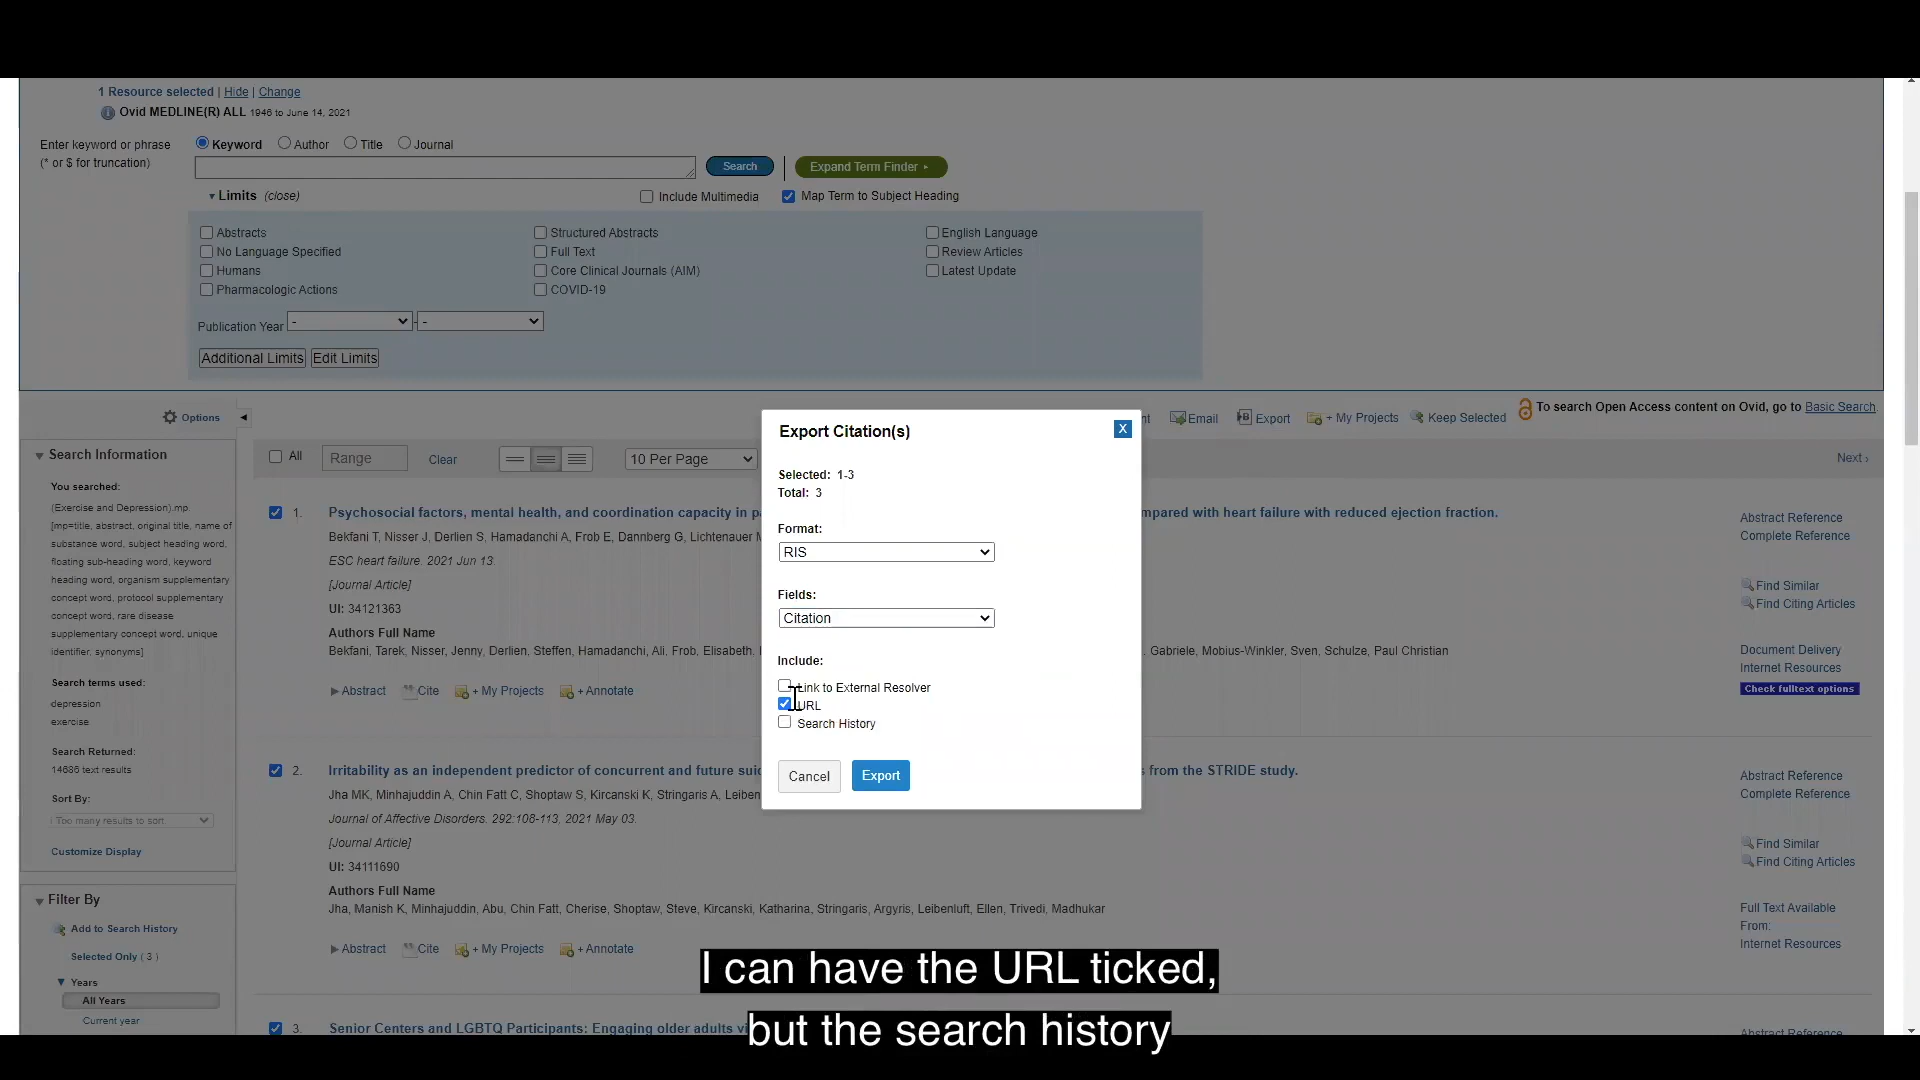 1 Resource selected | Hide | Change
Ovid MEDLINE(R) ALL 1946 to June 14, 2021
Enter keyword or phrase
(* or $ for truncation)
Keyword Author Title Journal
Search Expand Term Finder
Limits (close) Include Multimedia Map Term to Subject Heading
Abstracts Structured Abstracts English Language
No Language Specified Full Text Review Articles
Humans Core Clinical Journals (AIM) Latest Update
Pharmacologic Actions COVID-19
Publication Year - - -
Additional Limits Edit Limits
Options
nt Email Export + My Projects Keep Selected To search Open Access content on Ovid, go to Basic Search
Search Information
You searched:
(Exercise and Depression).mp.
[mp=title, abstract, original title, name of
substance word, subject heading word,
floating sub-heading word, keyword
heading word, organism supplementary
concept word, protocol supplementary
concept word, rare disease
supplementary concept word, unique
identifier, synonyms]
Search terms used:
depression
exercise
Search Returned:
14686 text results
Sort By:
Too many results to sort.
Customize Display
Filter By
Add to Search History
Selected Only ( 3 )
Years
All Years
Current year
All Range Clear 10 Per Page Next ›
1. Psychosocial factors, mental health, and coordination capacity in p mpared with heart failure with reduced ejection fraction.
Bekfani T, Nisser J, Derlien S, Hamadanchi A, Frob E, Dannberg G, Lichtenauer M
ESC heart failure. 2021 Jun 13.
[Journal Article]
UI: 34121363
Authors Full Name
Bekfani, Tarek, Nisser, Jenny, Derlien, Steffen, Hamadanchi, Ali, Frob, Elisabeth, . Gabriele, Mobius-Winkler, Sven, Schulze, Paul Christian
Abstract Cite + My Projects + Annotate
Abstract Reference
Complete Reference
Find Similar
Find Citing Articles
Document Delivery
Internet Resources
Check fulltext options
2. Irritability as an independent predictor of concurrent and future suic s from the STRIDE study.
Jha MK, Minhajuddin A, Chin Fatt C, Shoptaw S, Kircanski K, Stringaris A, Leiben
Journal of Affective Disorders. 292:108-113, 2021 May 03.
[Journal Article]
UI: 34111690
Authors Full Name
Jha, Manish K, Minhajuddin, Abu, Chin Fatt, Cherise, Shoptaw, Steve, Kircanski, Katharina, Stringaris, Argyris, Leibenluft, Ellen, Trivedi, Madhukar
Abstract Cite + My Projects + Annotate
Abstract Reference
Complete Reference
Find Similar
Find Citing Articles
Full Text Available
From:
Internet Resources
3. Senior Centers and LGBTQ Participants: Engaging older adults vi
Abstract Reference
Export Citation(s) X
Selected: 1-3
Total: 3
Format:
RIS
Fields:
Citation
Include:
Link to External Resolver
URL
Search History
Cancel Export
I can have the URL ticked,
but the search history